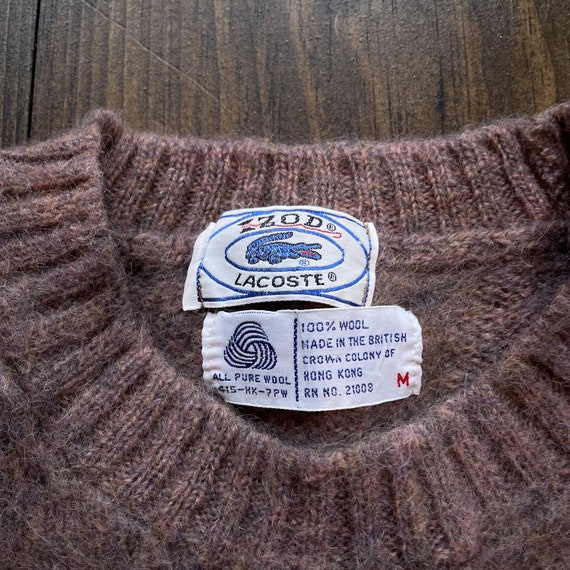 IZOD®
®
LACOSTE®
ALL PURE WOOL
415-HK-7PW
100% WOOL
MADE IN THE BRITISH
CROWN COLONY OF
HONG KONG
RN NO. 21008
M